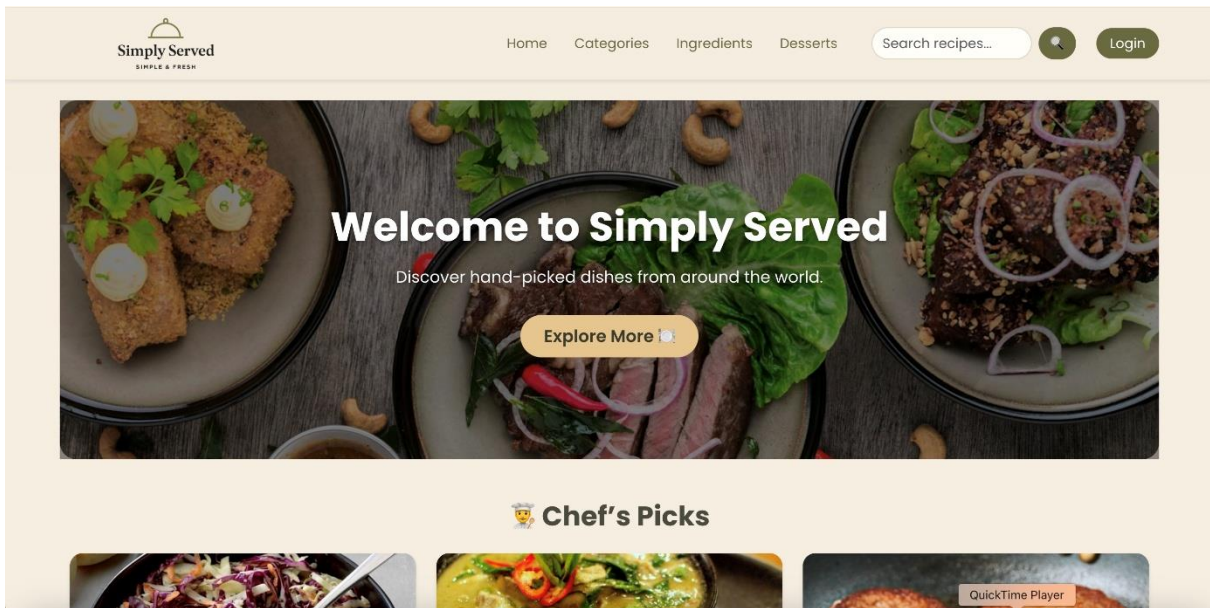 Simply Served
SIMPLE & FRESH
Home Categories Ingredients Desserts Search recipes... Login
Welcome to Simply Served
Discover hand-picked dishes from around the world.
Explore More
Chef's Picks
QuickTime Player